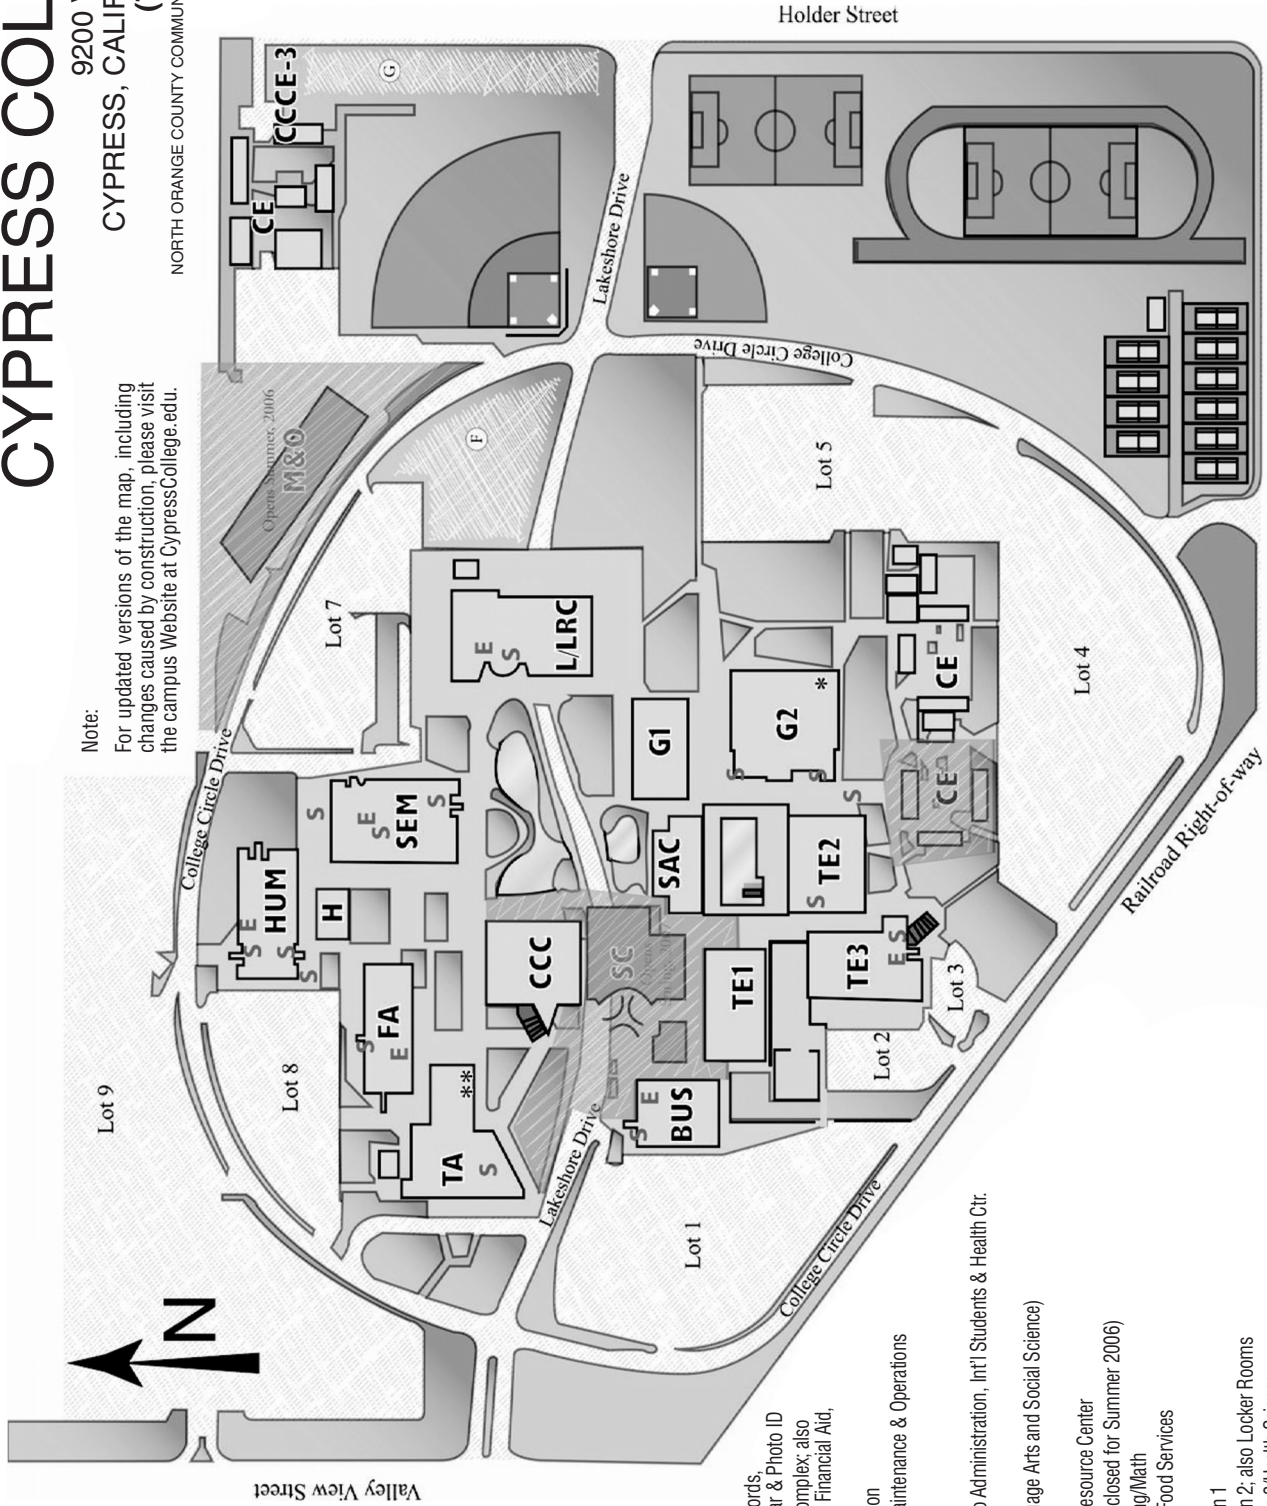 CYPRESS COL
9200
CYPRESS, CALIF
(
NORTH ORANGE COUNTY COMMUN
Note:
For updated versions of the map, including
changes caused by construction, please visit
the campus Website at CypressCollege.edu.
Holder Street
CCCE-3
G
CE
Lakeshore Drive
College Circle Drive
Opens Summer, 2006
M&O
F
Lot 5
Lot 7
E
S
L/LRC
Lot 4
CE
G2
*
S
S
S
G1
College Circle Drive
S
S
E
S
SEM
CE
Railroad Right-of-way
HUM
S
E
S
S
H
SAC
TE2
S
CCC
SC
TE1
TE3
E
S
Lot 3
Lot 2
FA
S
E
Lot 8
Lot 9
TA
**
S
BUS
S
E
Lakeshore Drive
Lot 1
College Circle Drive
N
Valley View Street
ords,
ar & Photo ID
omplex; also
Financial Aid,
on
aintenance & Operations
o Administration, Int'l Students & Health Ctr.
age Arts and Social Science)
esource Center
closed for Summer 2006)
ng/Math
Food Services
n 1
n 2; also Locker Rooms